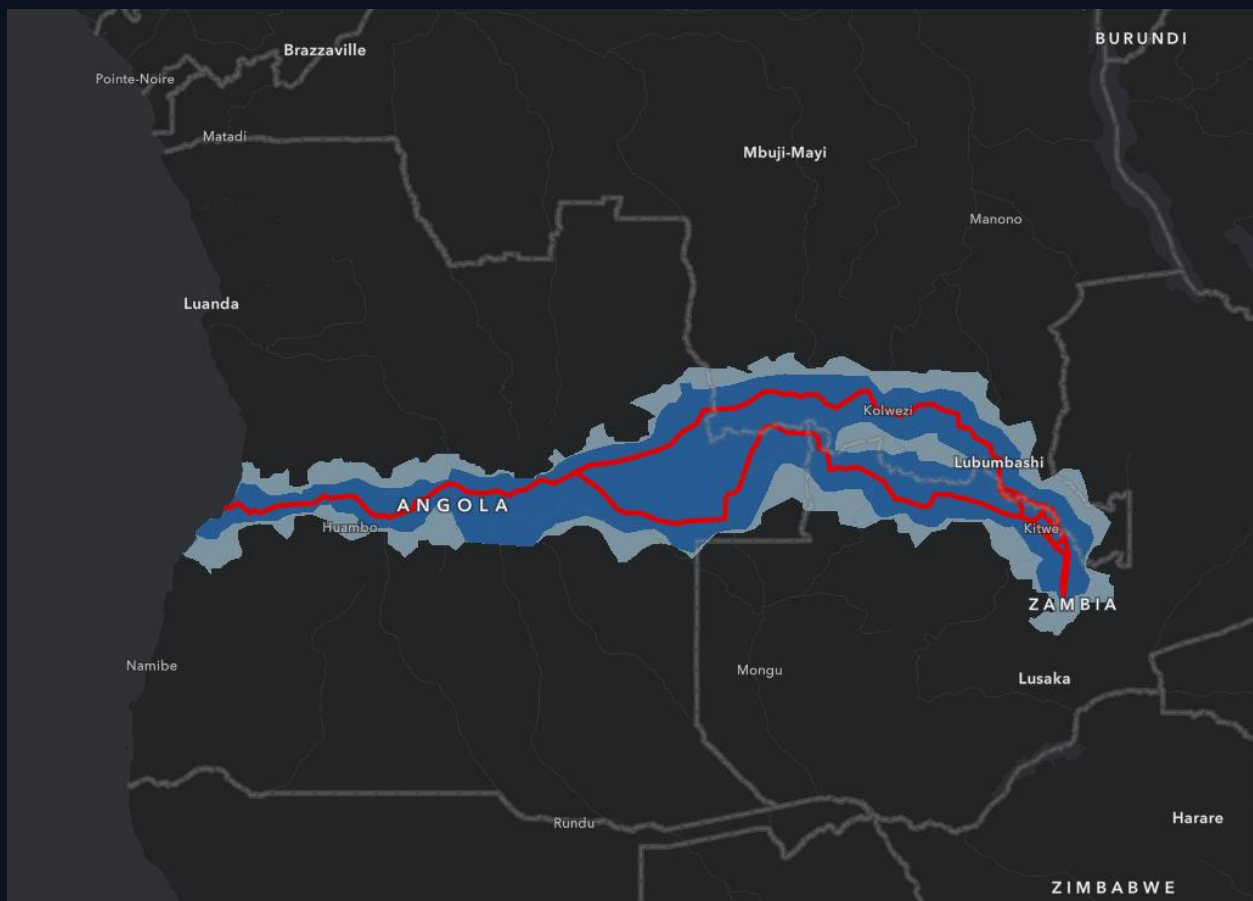 BURUNDI
Brazzaville
Pointe-Noire
Matadi
Mbuji-Mayi
Manono
Luanda
Kolwezi
Lubumbashi
ANGOLA
Huambo
Kitwe
ZAMBIA
Namibe
Mongu
Lusaka
Rundu
Harare
ZIMBABWE